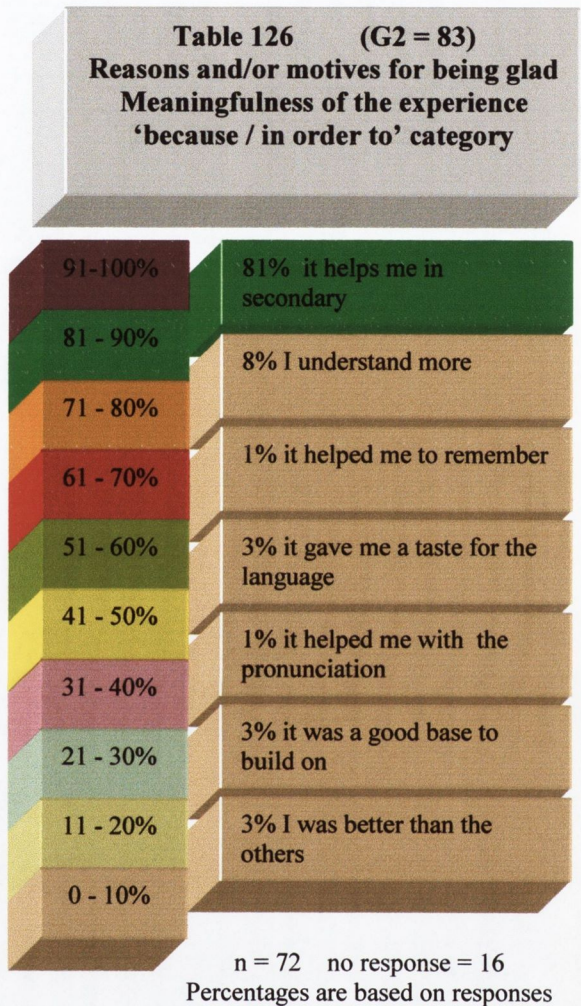 Table 126 (G2 = 83)
Reasons and/or motives for being glad
Meaningfulness of the experience
‘because / in order to’ category
91-100%
81 - 90%
71 - 80%
61 - 70%
51 - 60%
41 - 50%
31 - 40%
21 - 30%
11 - 20%
0 - 10%
81% it helps me in
secondary
8% I understand more
1% it helped me to remember
3% it gave me a taste for the
language
1% it helped me with the
pronunciation
3% it was a good base to
build on
3% I was better than the
others
n = 72 no response = 16
Percentages are based on responses